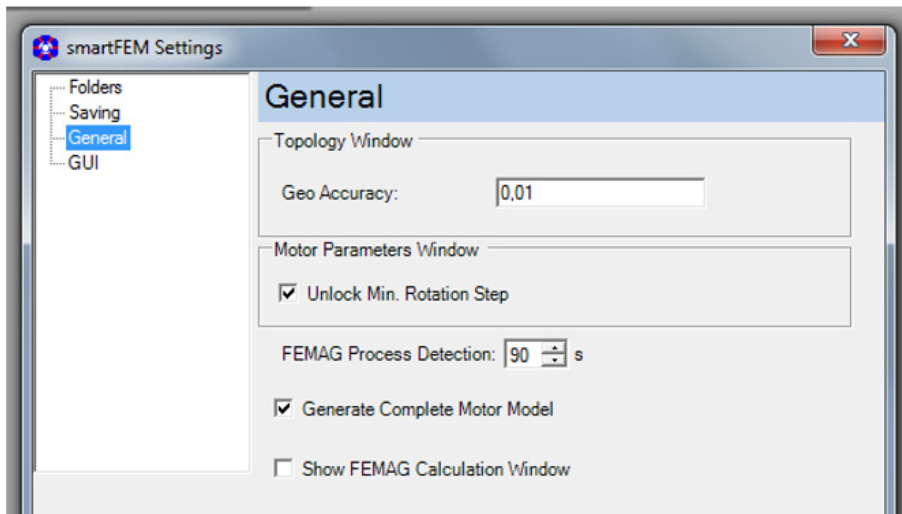 smartFEM Settings
Folders
Saving
General
GUI
General
Topology Window
Geo Accuracy: 0,01
Motor Parameters Window
Unlock Min. Rotation Step
FEMAG Process Detection: 90 s
Generate Complete Motor Model
Show FEMAG Calculation Window